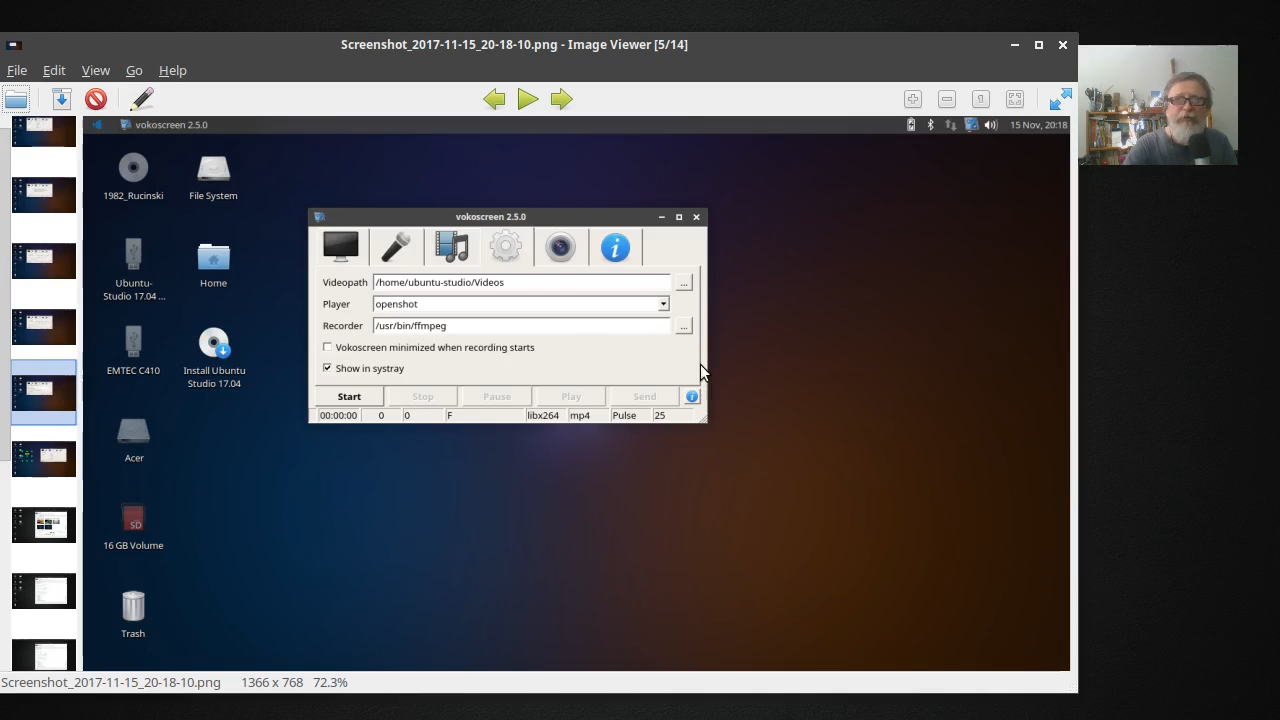 Screenshot_2017-11-15_20-18-10.png - Image Viewer [5/14]
File Edit View Go Help
vokoscreen 2.5.0
15 Nov, 20:18
1982_Rucinski
File System
Ubuntu-
Studio 17.04 ...
Home
EMTEC C410
Install Ubuntu
Studio 17.04
Acer
SD
16 GB Volume
Trash
vokoscreen 2.5.0
Videopath /home/ubuntu-studio/Videos ...
Player openshot
Recorder /usr/bin/ffmpeg ...
Vokoscreen minimized when recording starts
Show in systray
Start Stop Pause Play Send
00:00:00 0 0 F libx264 mp4 Pulse 25
Screenshot_2017-11-15_20-18-10.png 1366 x 768 72.3%